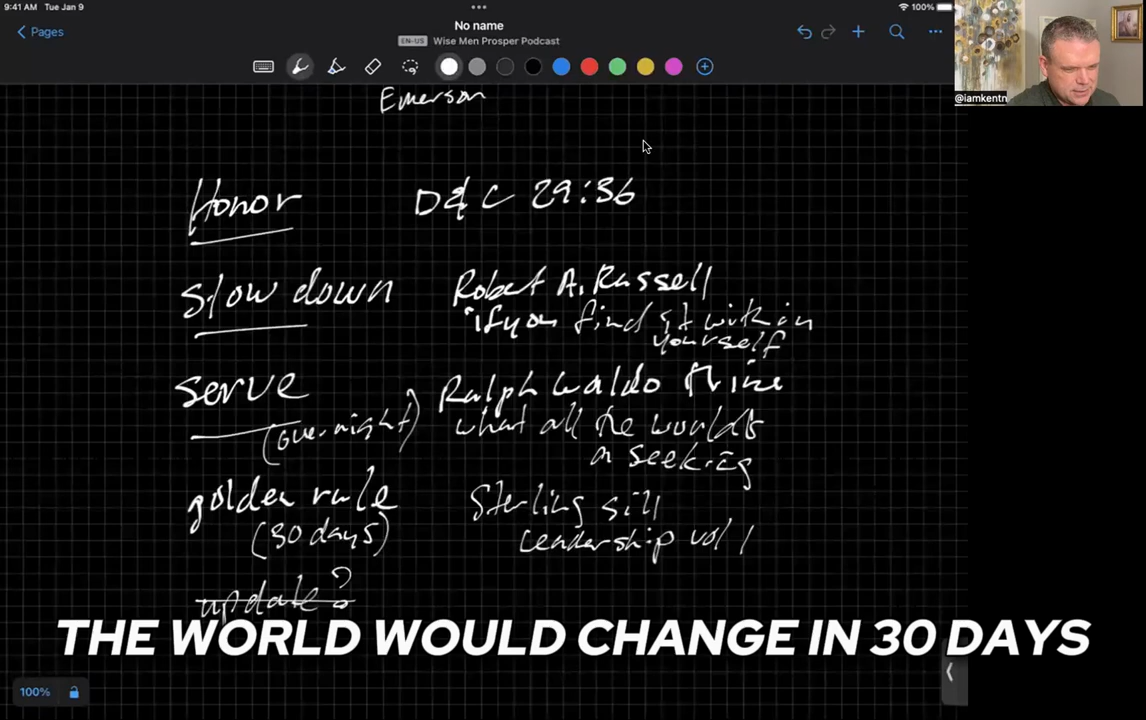 9:41 AM Tue Jan 9
100%
Pages
No name
EN-US Wise Men Prosper Podcast
@iamkentn
Emerson
Honor D&C 29:36
slow down Robert A. Russell
"if you find it within
yourself
serve Ralph Waldo Trine
(overnight) what all the world's
a seeking
golden rule Sterling sill
(30 days) Leadership vol 1
update?
THE WORLD WOULD CHANGE IN 30 DAYS
100%